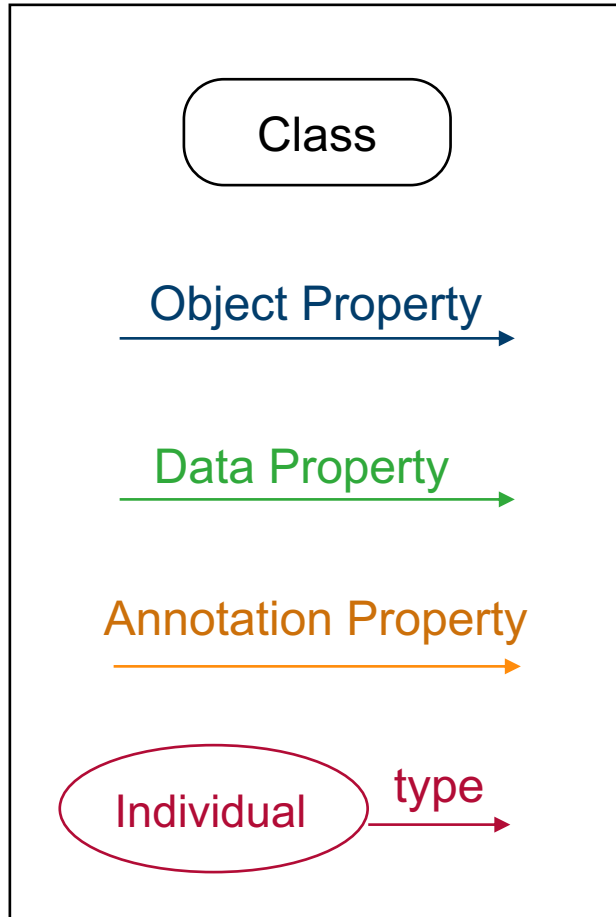 Class
Object Property
Data Property
Annotation Property
Individual
type